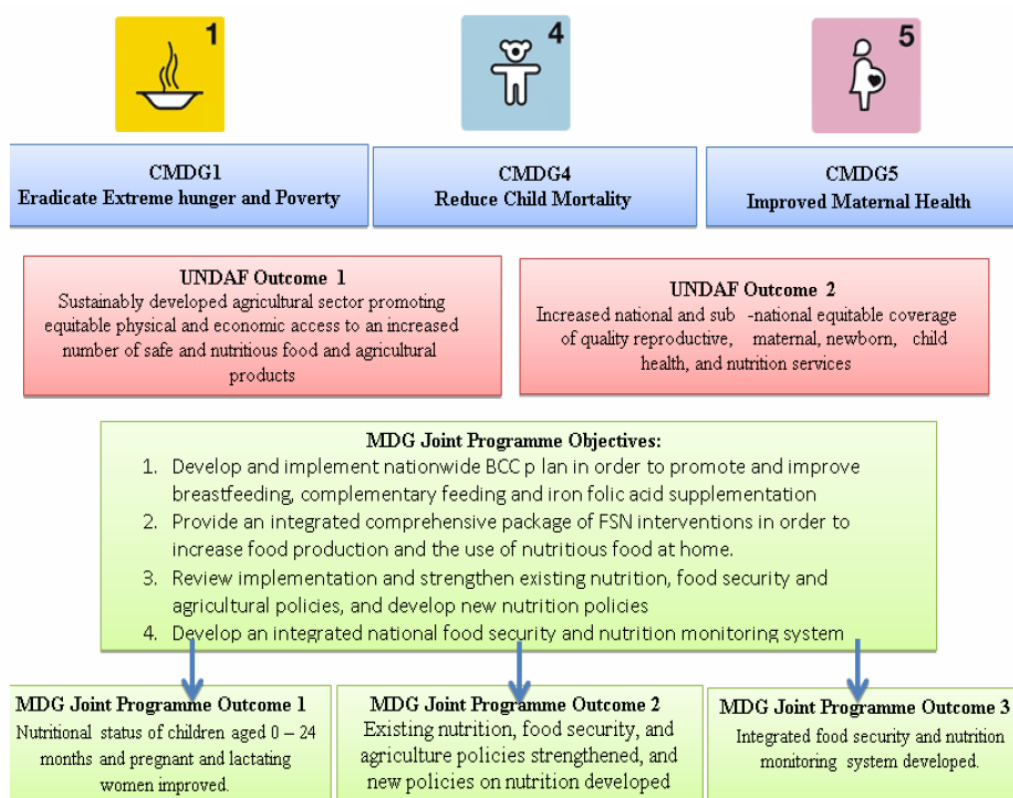 1
4
5
CMDG1
Eradicate Extreme hunger and Poverty
CMDG4
Reduce Child Mortality
CMDG5
Improved Maternal Health
UNDAF Outcome 1
Sustainably developed agricultural sector promoting
equitable physical and economic access to an increased
number of safe and nutritious food and agricultural
products
UNDAF Outcome 2
Increased national and sub -national equitable coverage
of quality reproductive, maternal, newborn, child
health, and nutrition services
MDG Joint Programme Objectives:
1. Develop and implement nationwide BCC p lan in order to promote and improve
breastfeeding, complementary feeding and iron folic acid supplementation
2. Provide an integrated comprehensive package of FSN interventions in order to
increase food production and the use of nutritious food at home.
3. Review implementation and strengthen existing nutrition, food security and
agricultural policies, and develop new nutrition policies
4. Develop an integrated national food security and nutrition monitoring system
MDG Joint Programme Outcome 1
Nutritional status of children aged 0 – 24
months and pregnant and lactating
women improved.
MDG Joint Programme Outcome 2
Existing nutrition, food security, and
agriculture policies strengthened, and
new policies on nutrition developed
MDG Joint Programme Outcome 3
Integrated food security and nutrition
monitoring system developed.